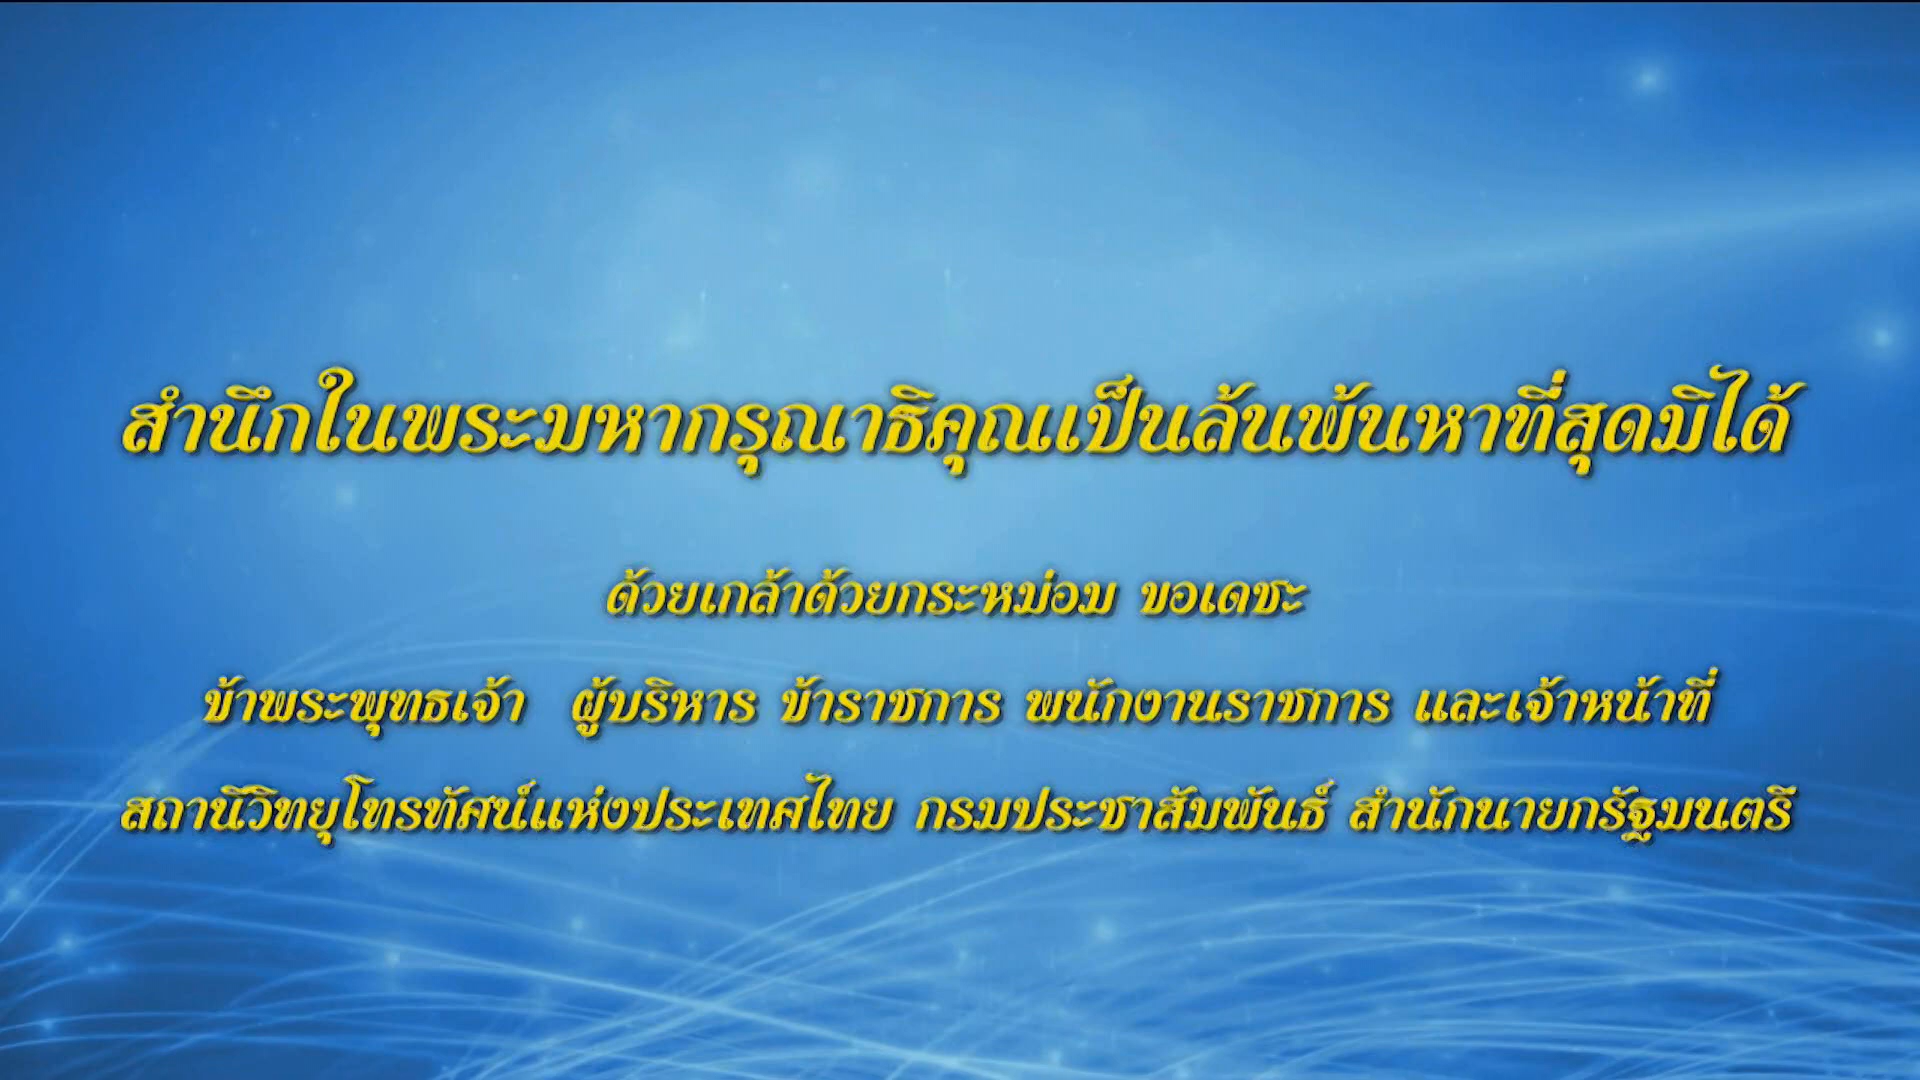 สำนึกในพระมหากรุณาธิคุณเป็นล้นพ้นหาที่สุดมิได้
ด้วยเกล้าด้วยกระหม่อม ขอเดชะ
ข้าพระพุทธเจ้า ผู้บริหาร ข้าราชการ พนักงานราชการ และเจ้าหน้าที่
สถานีวิทยุโทรทัศน์แห่งประเทศไทย กรมประชาสัมพันธ์ สำนักนายกรัฐมนตรี